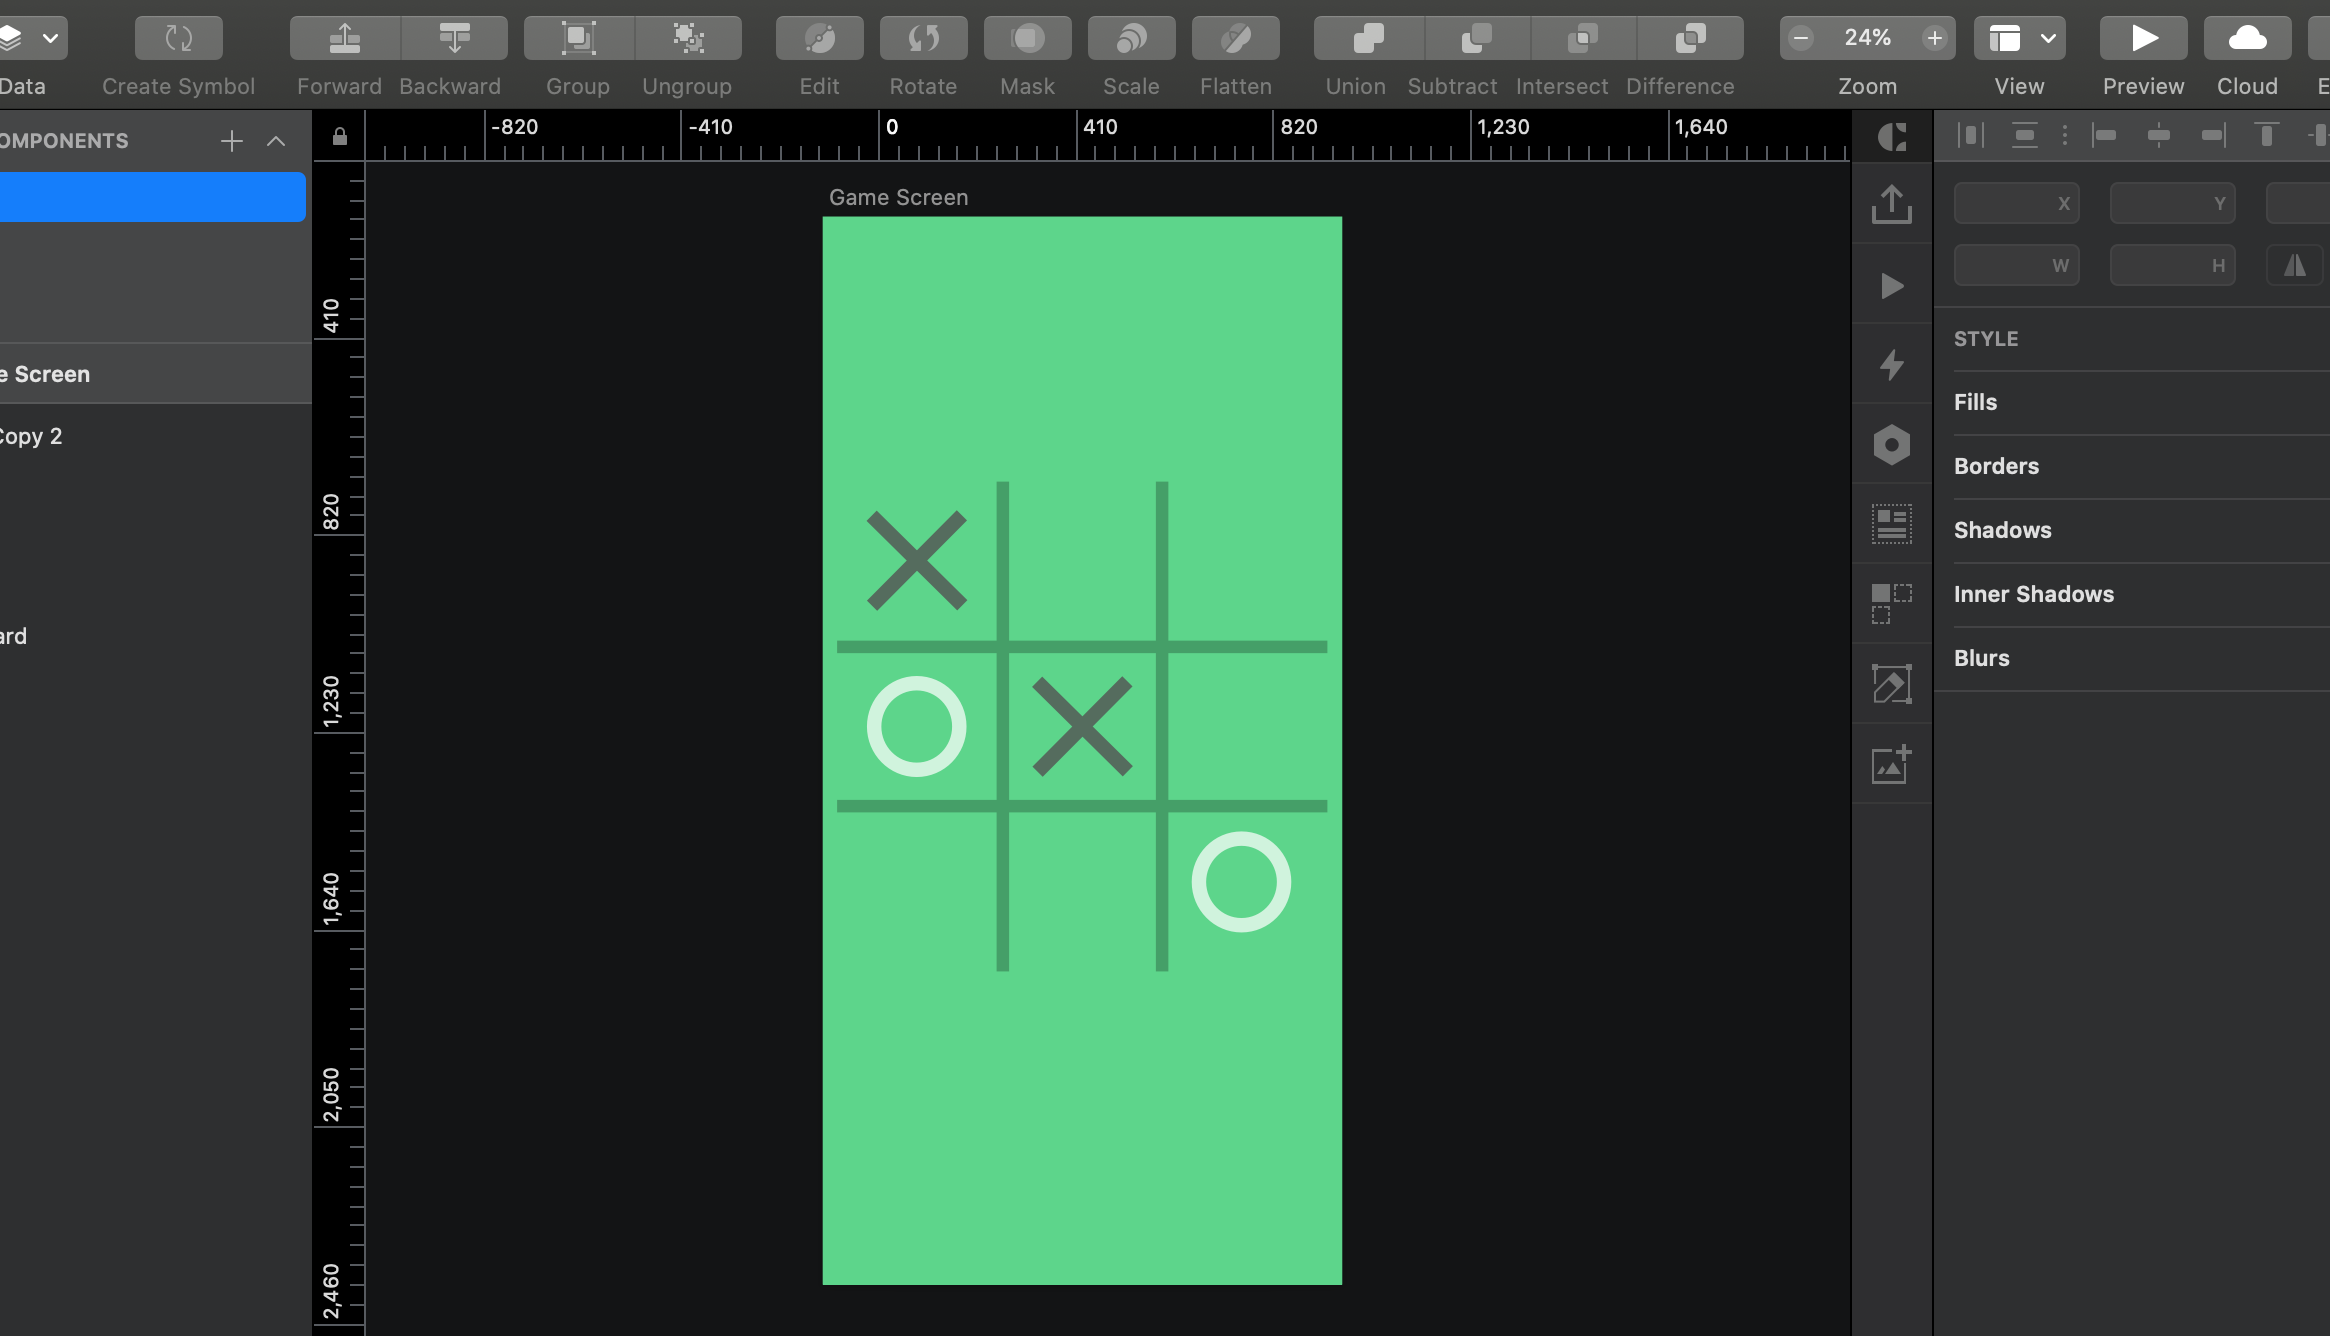 24%
Data
Create Symbol
Forward
Backward
Group
Ungroup
Edit
Rotate
Mask
Scale
Flatten
Union
Subtract
Intersect
Difference
Zoom
View
Preview
Cloud
E
OMPONENTS
e Screen
Copy 2
ard
-820
-410
0
410
820
1,230
1,640
410
820
1,230
1,640
2,050
2,460
Game Screen
X
Y
W
H
STYLE
Fills
Borders
Shadows
Inner Shadows
Blurs